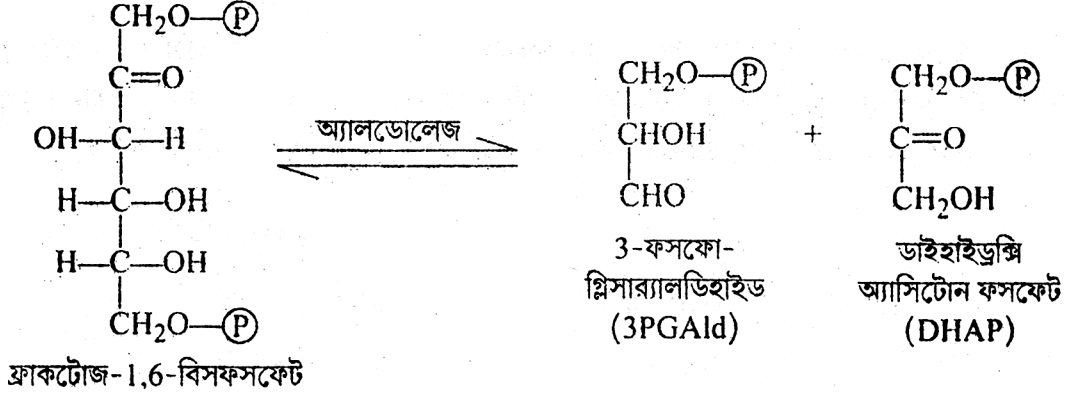 CH₂O—Ⓟ
C=O
OH—C—H
H—C—OH
H—C—OH
CH₂O—Ⓟ
ফ্রাকটোজ-1,6-বিসফসফেট
অ্যালডোলেজ
CH₂O—Ⓟ
CHOH
CHO
3-ফসফো-
গ্লিসার‍্যালডিহাইড
(3PGAld)
+
CH₂O—Ⓟ
C=O
CH₂OH
ডাইহাইড্রক্সি
অ্যাসিটোন ফসফেট
(DHAP)